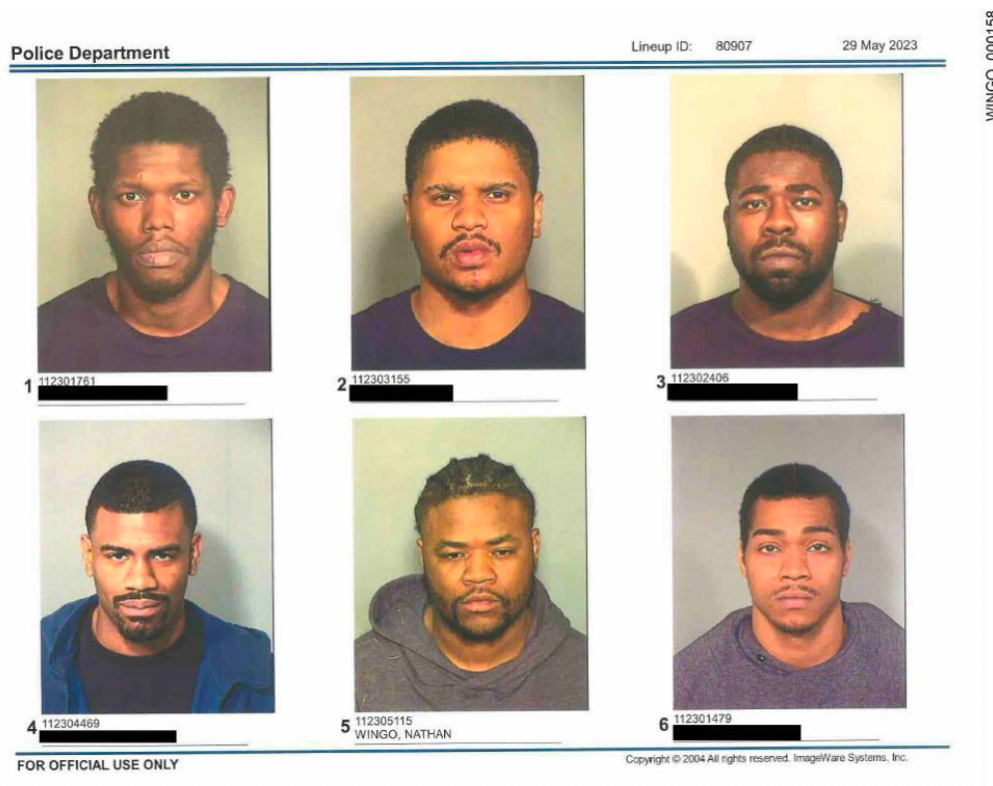 WINGO_000158
Police Department
Lineup ID: 80907 29 May 2023
1 112301761
2 112303155
3 112302406
4 112304469
5 112305115
WINGO, NATHAN
6 112301479
FOR OFFICIAL USE ONLY
Copyright © 2004 All rights reserved. ImageWare Systems, Inc.